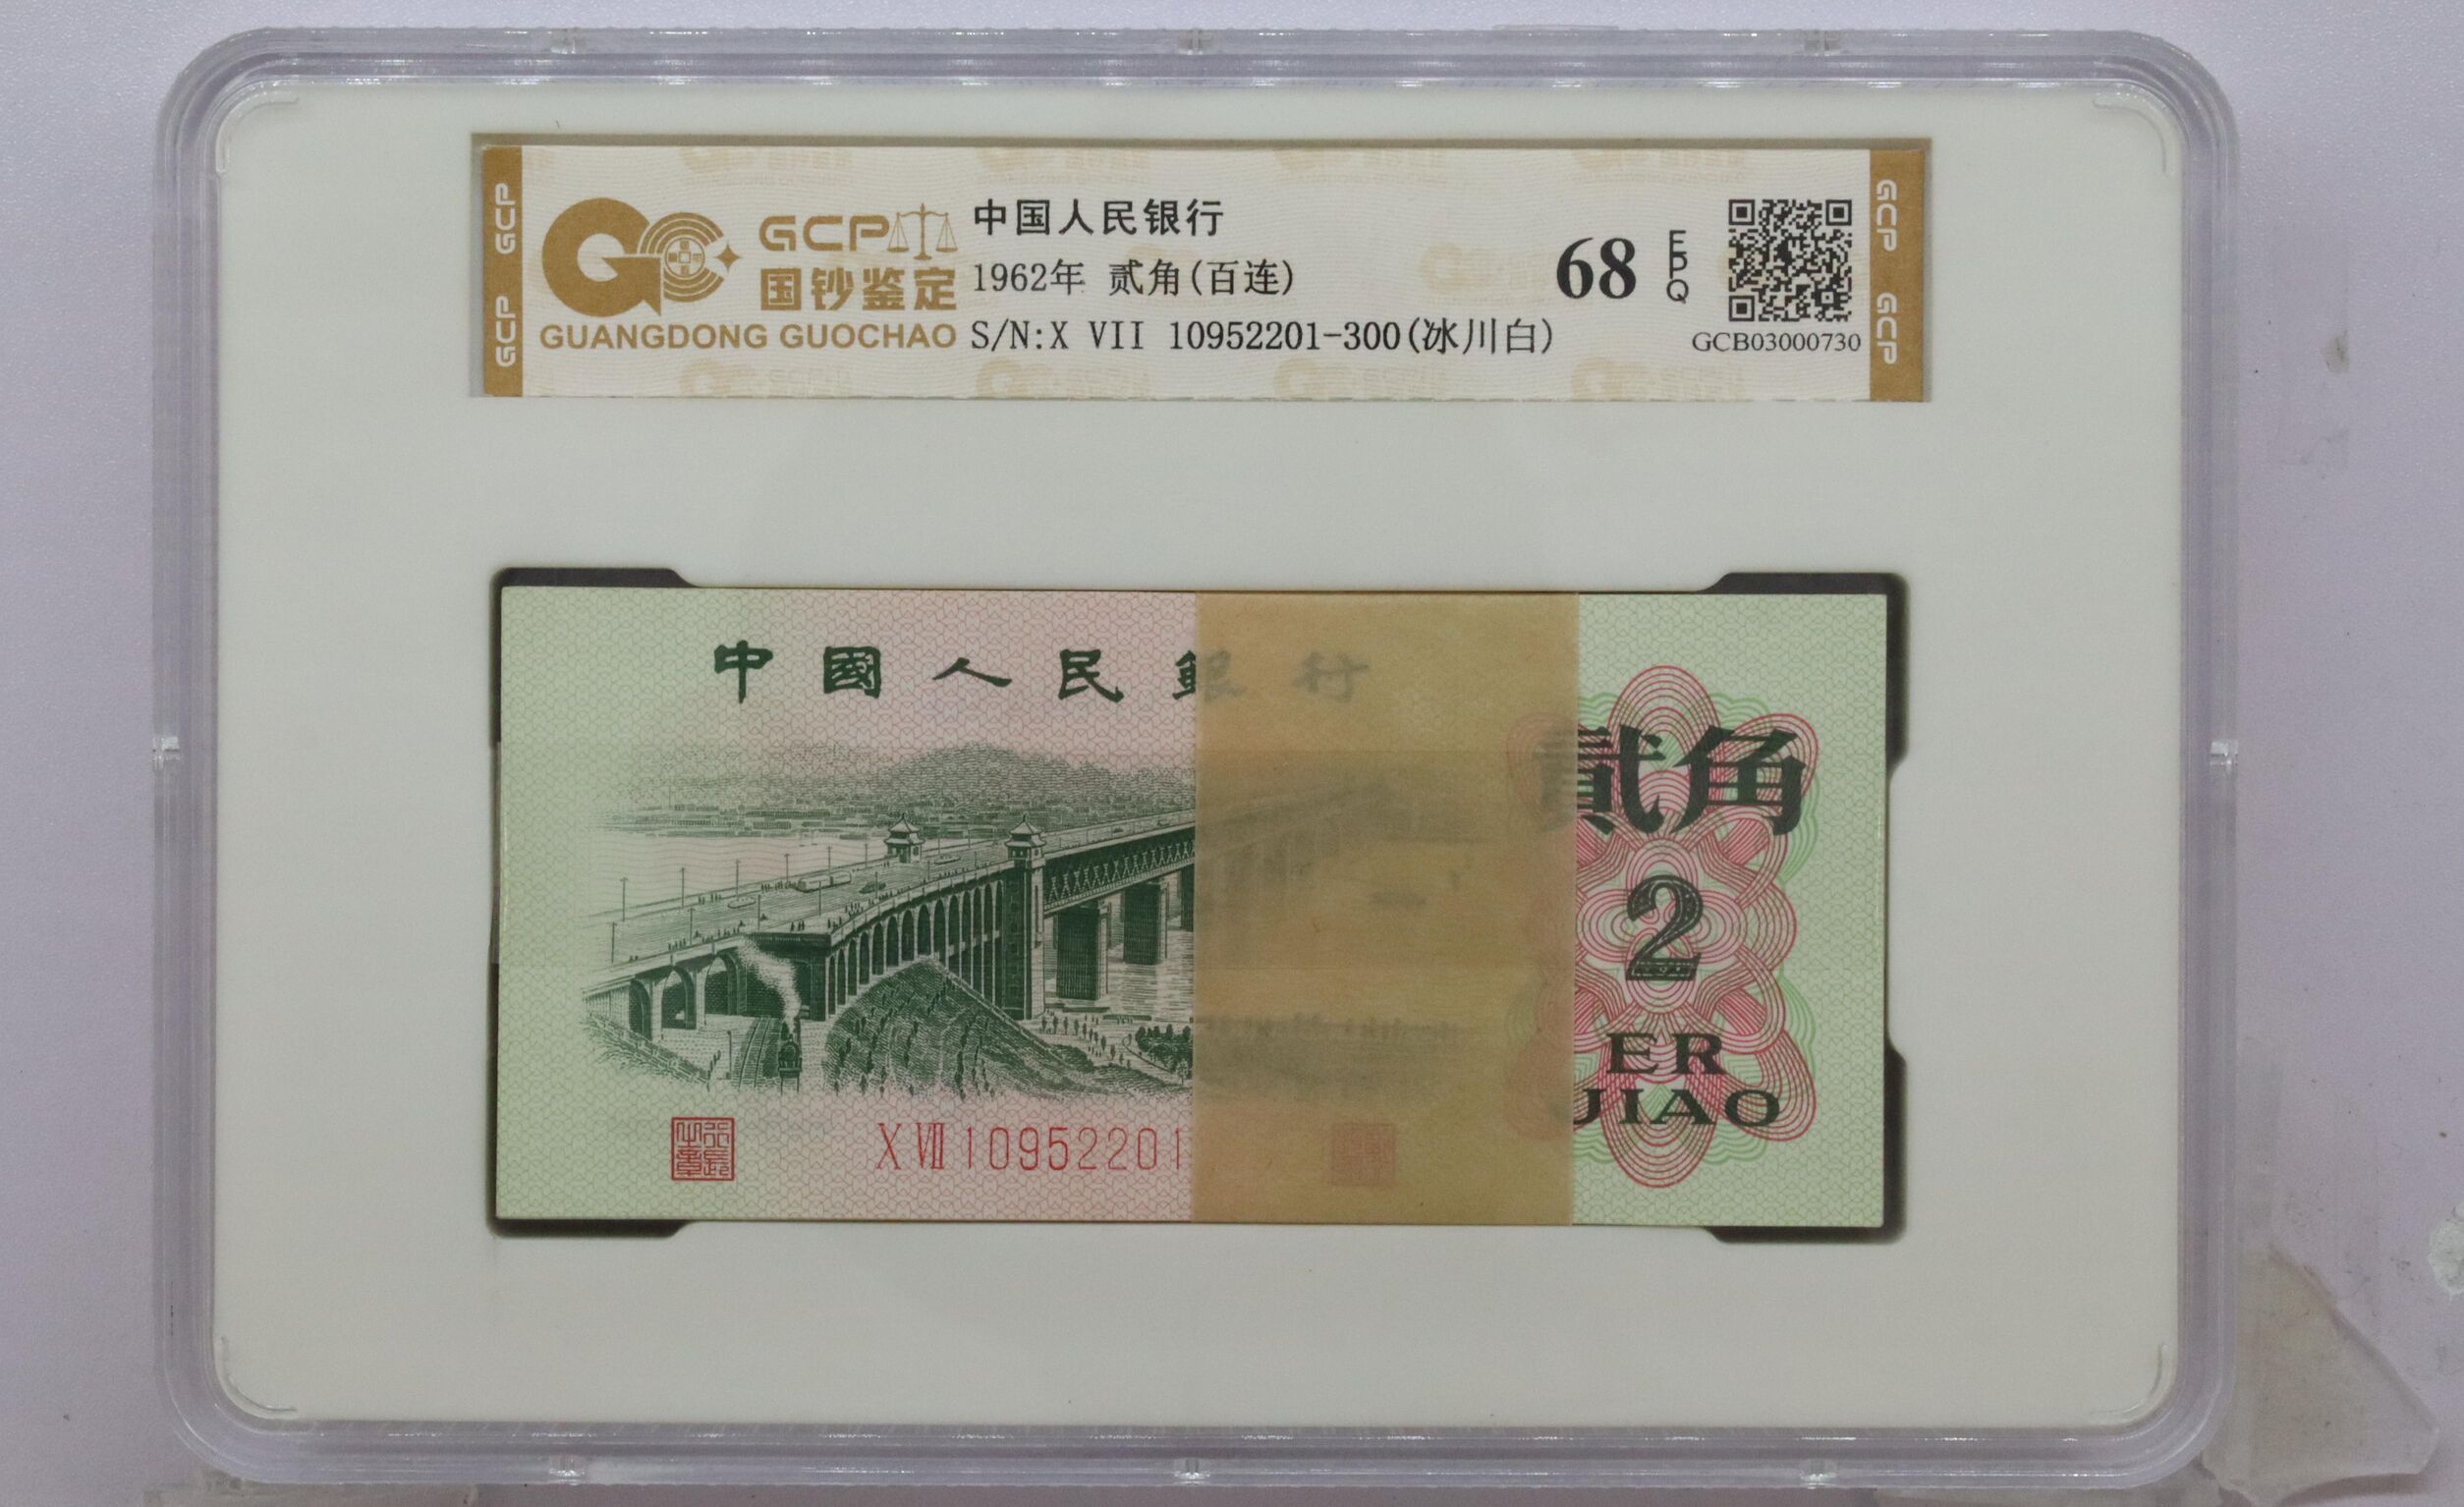 GCP GCP
GCP
国钞鉴定
GUANGDONG GUOCHAO
中国人民银行
1962年 贰角(百连)
S/N:X VII 10952201-300(冰川白)
68
EPQ
GCB03000730
GCP GCP
中國人民銀行
貳角
2
ER
JIAO
X VII 10952201